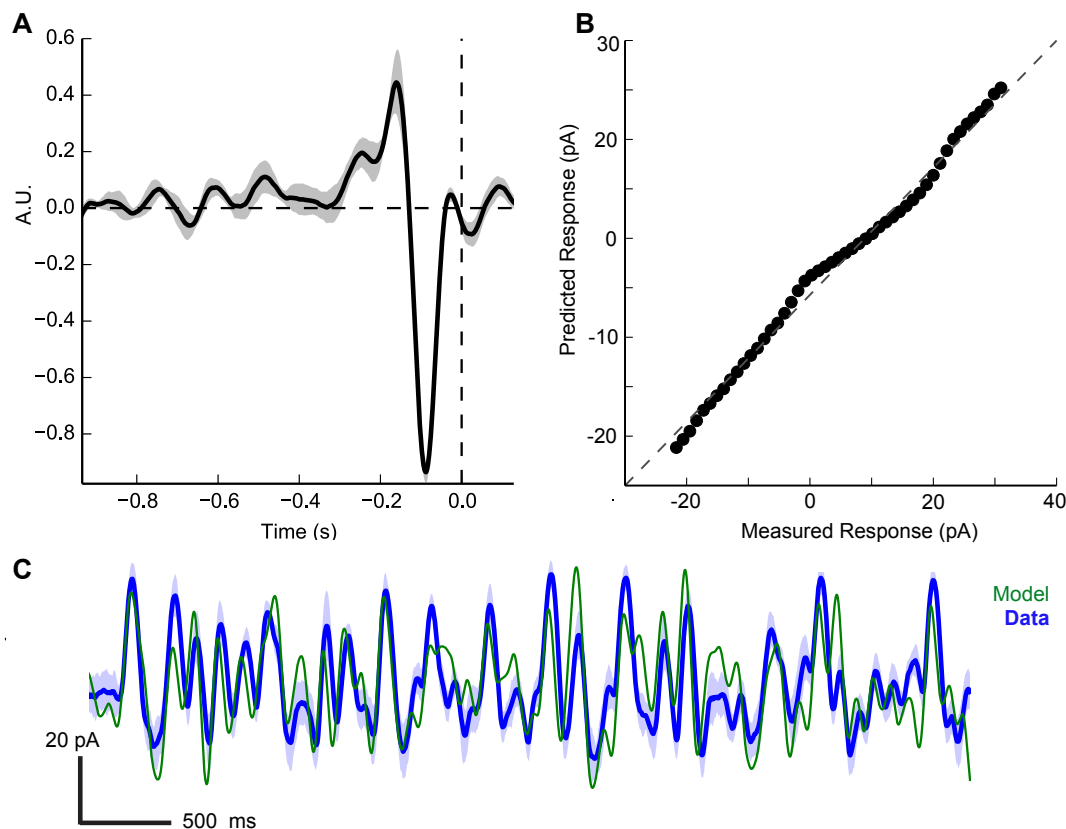 A
0.6
0.4
0.2
0.0
−0.2
−0.4
−0.6
−0.8
A.U.
−0.8 −0.6 −0.4 −0.2 0.0
Time (s)
B
30
20
10
0
-10
-20
Predicted Response (pA)
-20 0 20 40
Measured Response (pA)
C
Model
Data
20 pA
500 ms